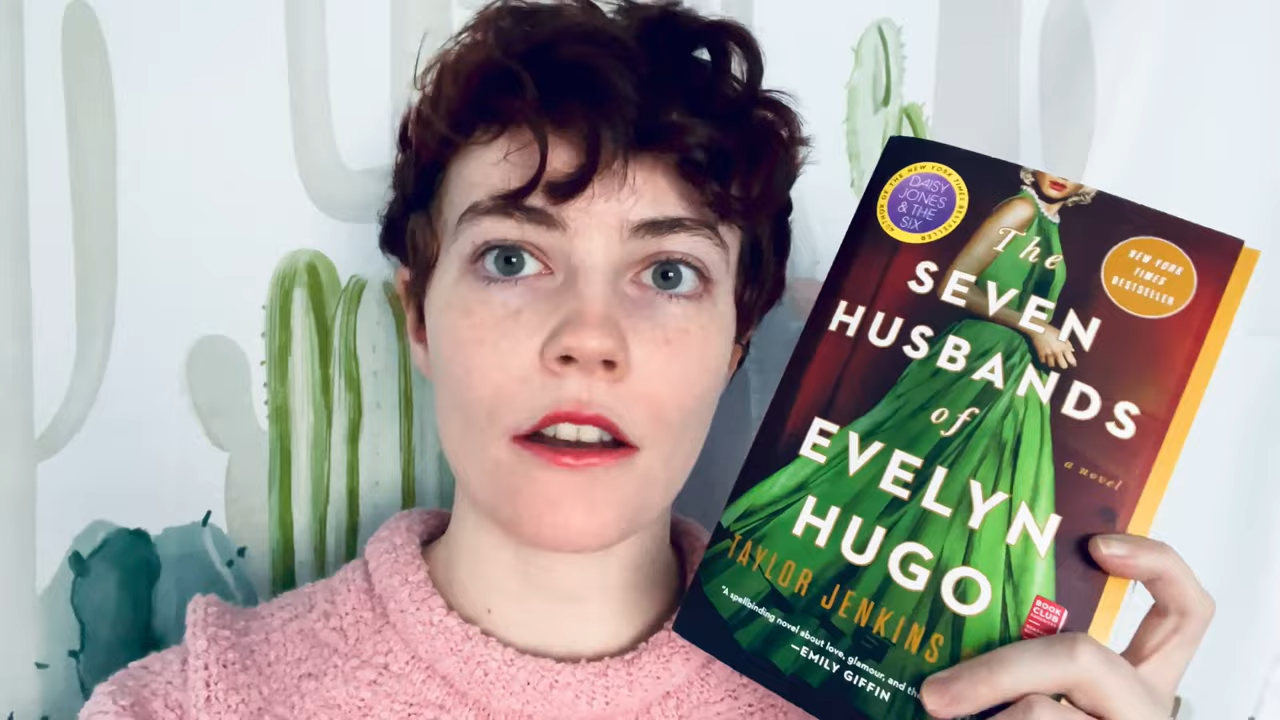 AUTHOR OF THE NEW YORK TIMES BESTSELLER
DAISY
JONES
& THE
SIX
NEW YORK
TIMES
BESTSELLER
The
SEVEN
HUSBANDS
of
EVELYN
HUGO
a novel
TAYLOR JENKINS
"A spellbinding novel about love, glamour, and the
—EMILY GIFFIN
BOOK
CLUB